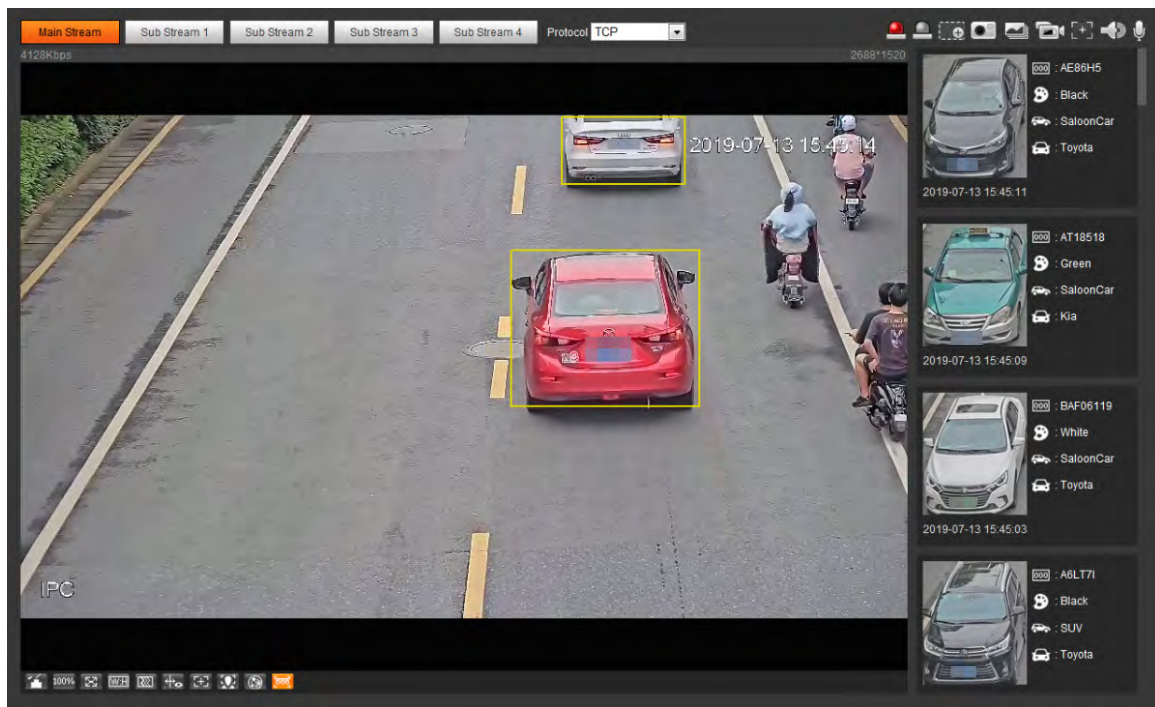 Main Stream
Sub Stream 1
Sub Stream 2
Sub Stream 3
Sub Stream 4
Protocol TCP
4128Kbps
2688*1520
2019-07-13 15:45:14
IPC
100%
W:H
: AE86H5
: Black
: SaloonCar
: Toyota
2019-07-13 15:45:11
: AT18518
: Green
: SaloonCar
: Kia
2019-07-13 15:45:09
: BAF06119
: White
: SaloonCar
: Toyota
2019-07-13 15:45:03
: A6LT7I
: Black
: SUV
: Toyota